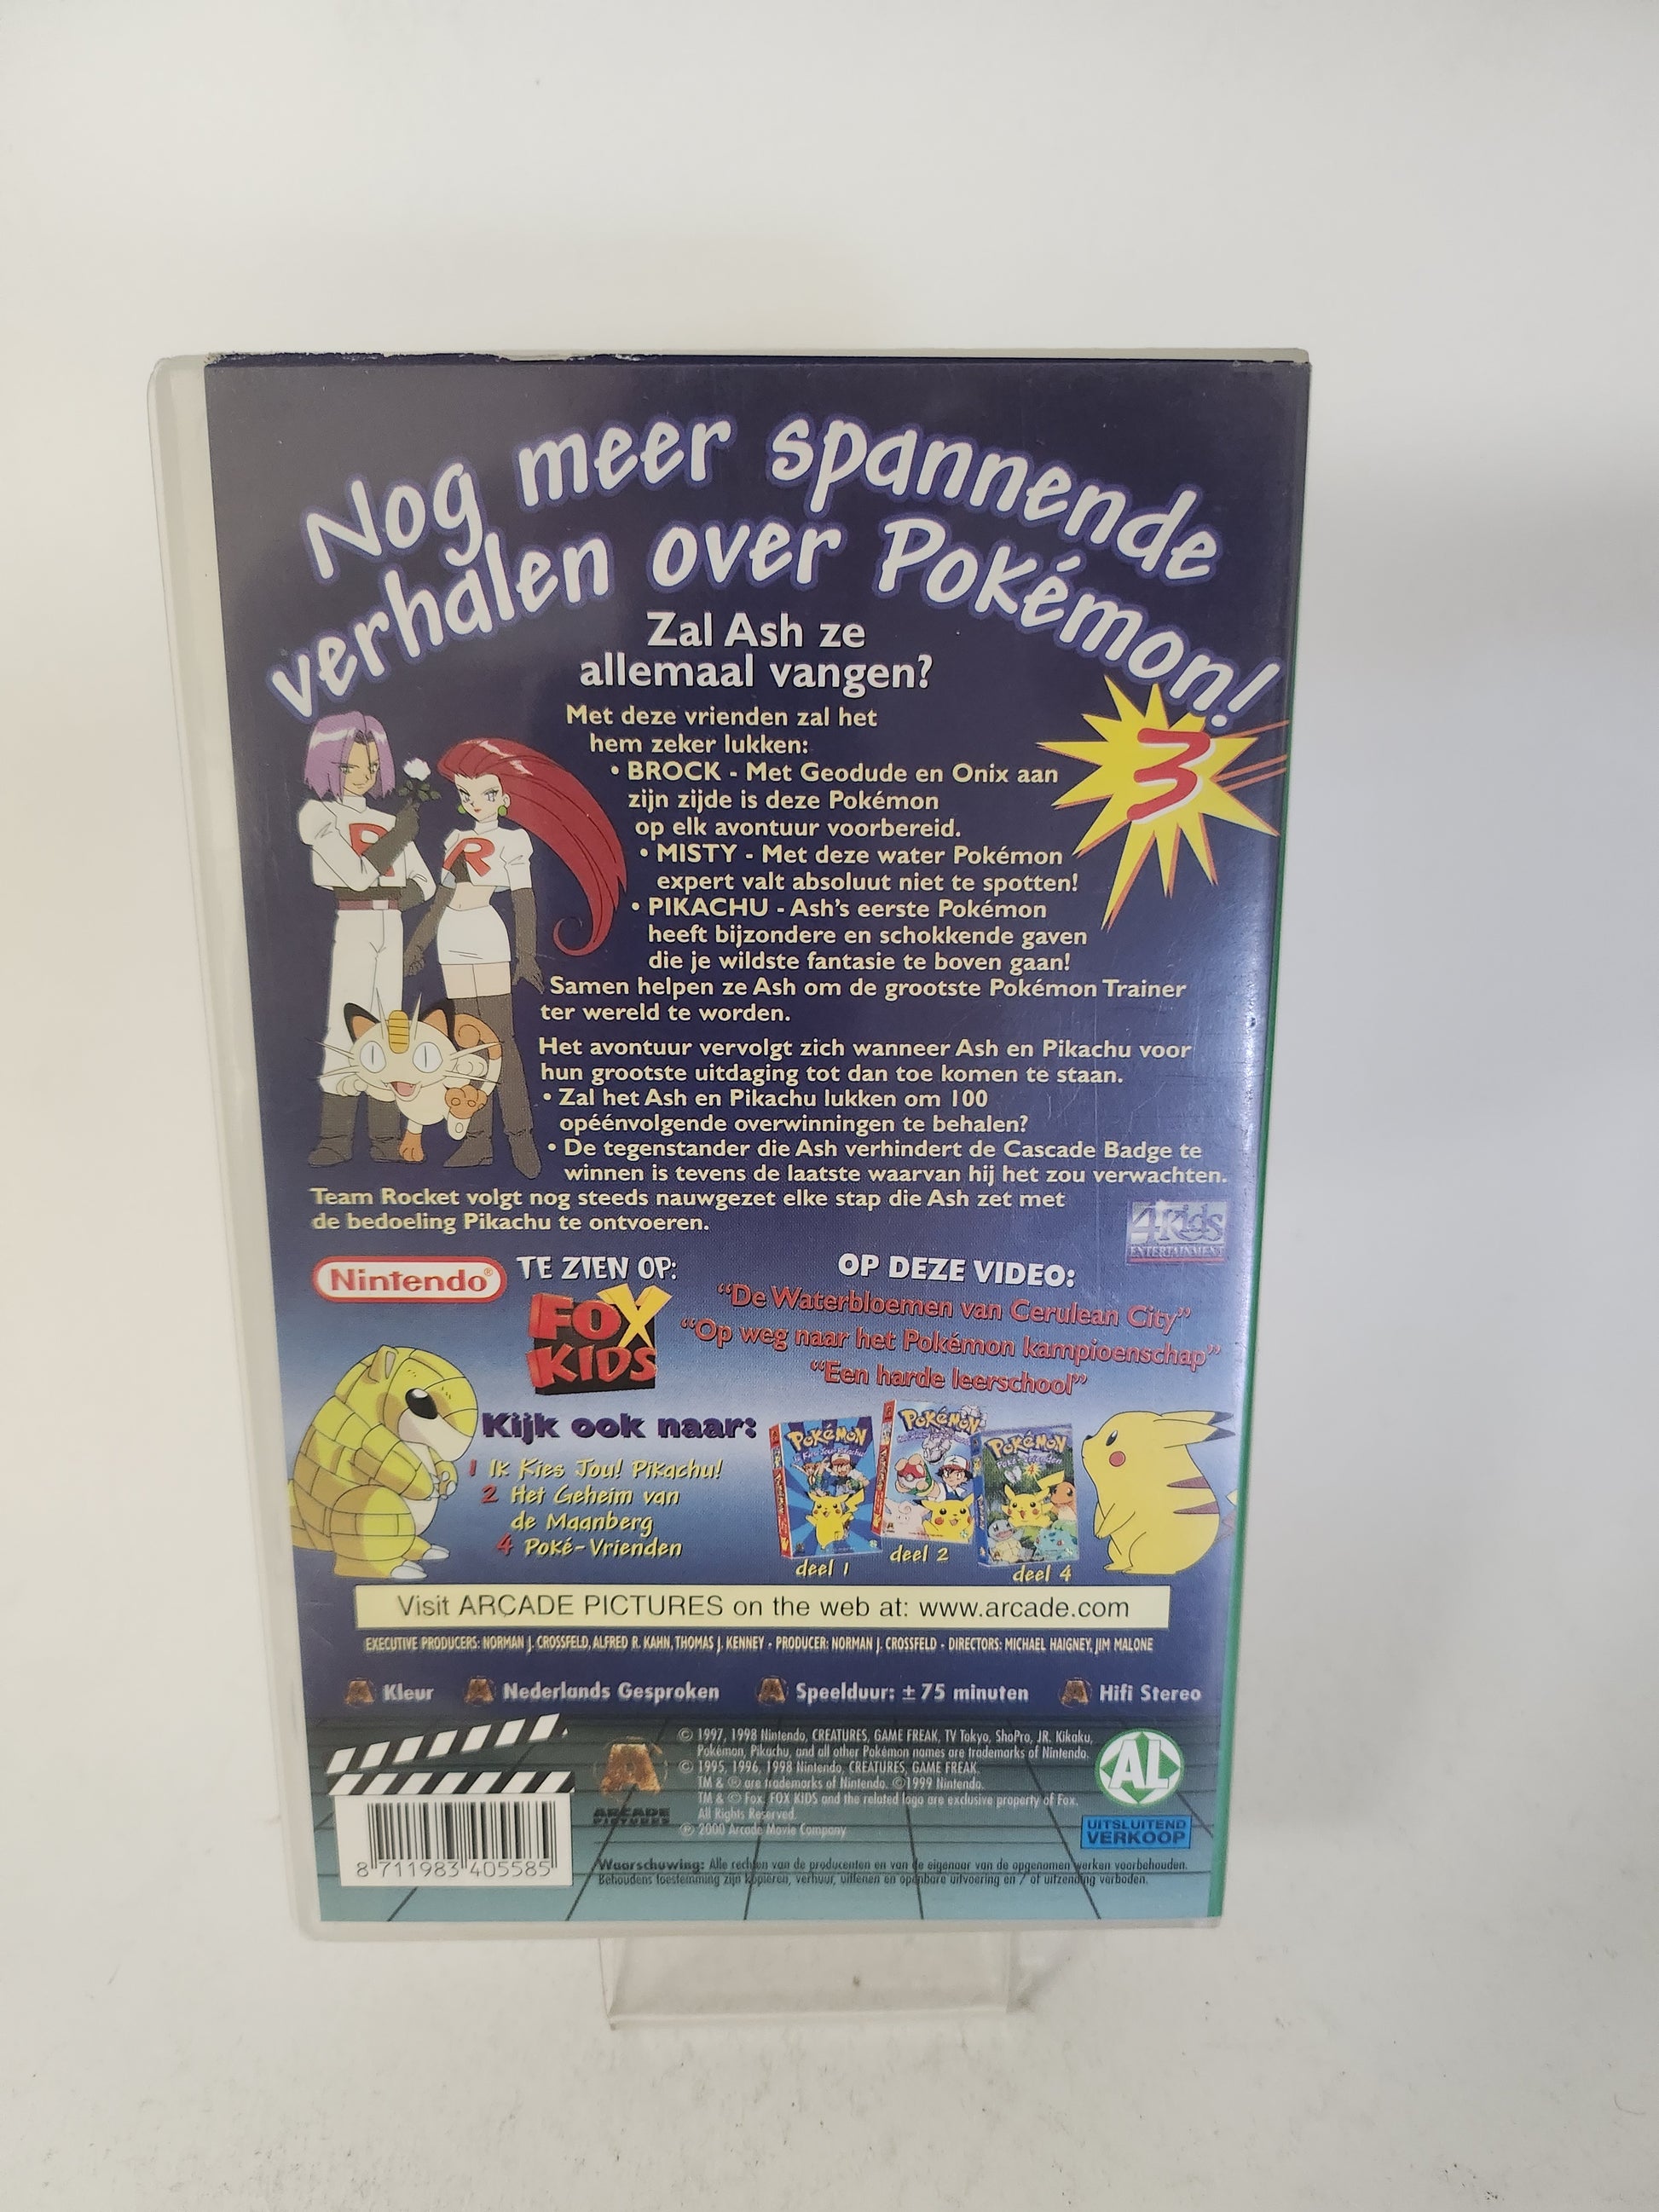 Nog meer spannende
verhalen over Pokémon!
Zal Ash ze
allemaal vangen?
3
Met deze vrienden zal het
hem zeker lukken:
• BROCK - Met Geodude en Onix aan
zijn zijde is deze Pokémon
op elk avontuur voorbereid.
• MISTY - Met deze water Pokémon
expert valt absoluut niet te spotten!
• PIKACHU - Ash's eerste Pokémon
heeft bijzondere en schokkende gaven
die je wildste fantasie te boven gaan!
Samen helpen ze Ash om de grootste Pokémon Trainer
ter wereld te worden.
R
R
Het avontuur vervolgt zich wanneer Ash en Pikachu voor
hun grootste uitdaging tot dan toe komen te staan.
• Zal het Ash en Pikachu lukken om 100
opéénvolgende overwinningen te behalen?
• De tegenstander die Ash verhindert de Cascade Badge te
winnen is tevens de laatste waarvan hij het zou verwachten.
Team Rocket volgt nog steeds nauwgezet elke stap die Ash zet met
de bedoeling Pikachu te ontvoeren.
4Kids
ENTERTAINMENT
Nintendo®
TE ZIEN OP:
FOX
KIDS
OP DEZE VIDEO:
"De Waterbloemen van Cerulean City"
"Op weg naar het Pokémon kampioenschap"
"Een harde leerschool"
Kijk ook naar:
1 Ik Kies Jou! Pikachu!
2 Het Geheim van
de Maanberg
4 Poké-Vrienden
Pokémon
Pokémon
Pokémon
deel 1
deel 2
deel 4
Visit ARCADE PICTURES on the web at: www.arcade.com
EXECUTIVE PRODUCERS: NORMAN J. CROSSFELD, ALFRED R. KAHN, THOMAS J. KENNEY - PRODUCER: NORMAN J. CROSSFELD - DIRECTORS: MICHAEL HAIGNEY, JIM MALONE
Kleur
Nederlands Gesproken
Speelduur: ± 75 minuten
Hifi Stereo
© 1997, 1998 Nintendo, CREATURES, GAME FREAK, TV Tokyo, ShoPro, JR. Kikaku,
Pokémon, Pikachu, and all other Pokémon names are trademarks of Nintendo.
© 1995, 1996, 1998 Nintendo, CREATURES, GAME FREAK.
TM & ® are trademarks of Nintendo. ©1999 Nintendo.
TM & © Fox. FOX KIDS and the related logo are exclusive property of Fox.
All Rights Reserved.
℗ 2000 Arcade Movie Company
ARCADE
PICTURES
AL
UITSLUITEND
VERKOOP
8 711983 405585
Waarschuwing: Alle rechten van de producenten en van de eigenaar van de opgenomen werken voorbehouden.
Behoudens toestemming zijn kopieren, verhuur, uitlenen en openbare uitvoering en / of uitzending verboden.